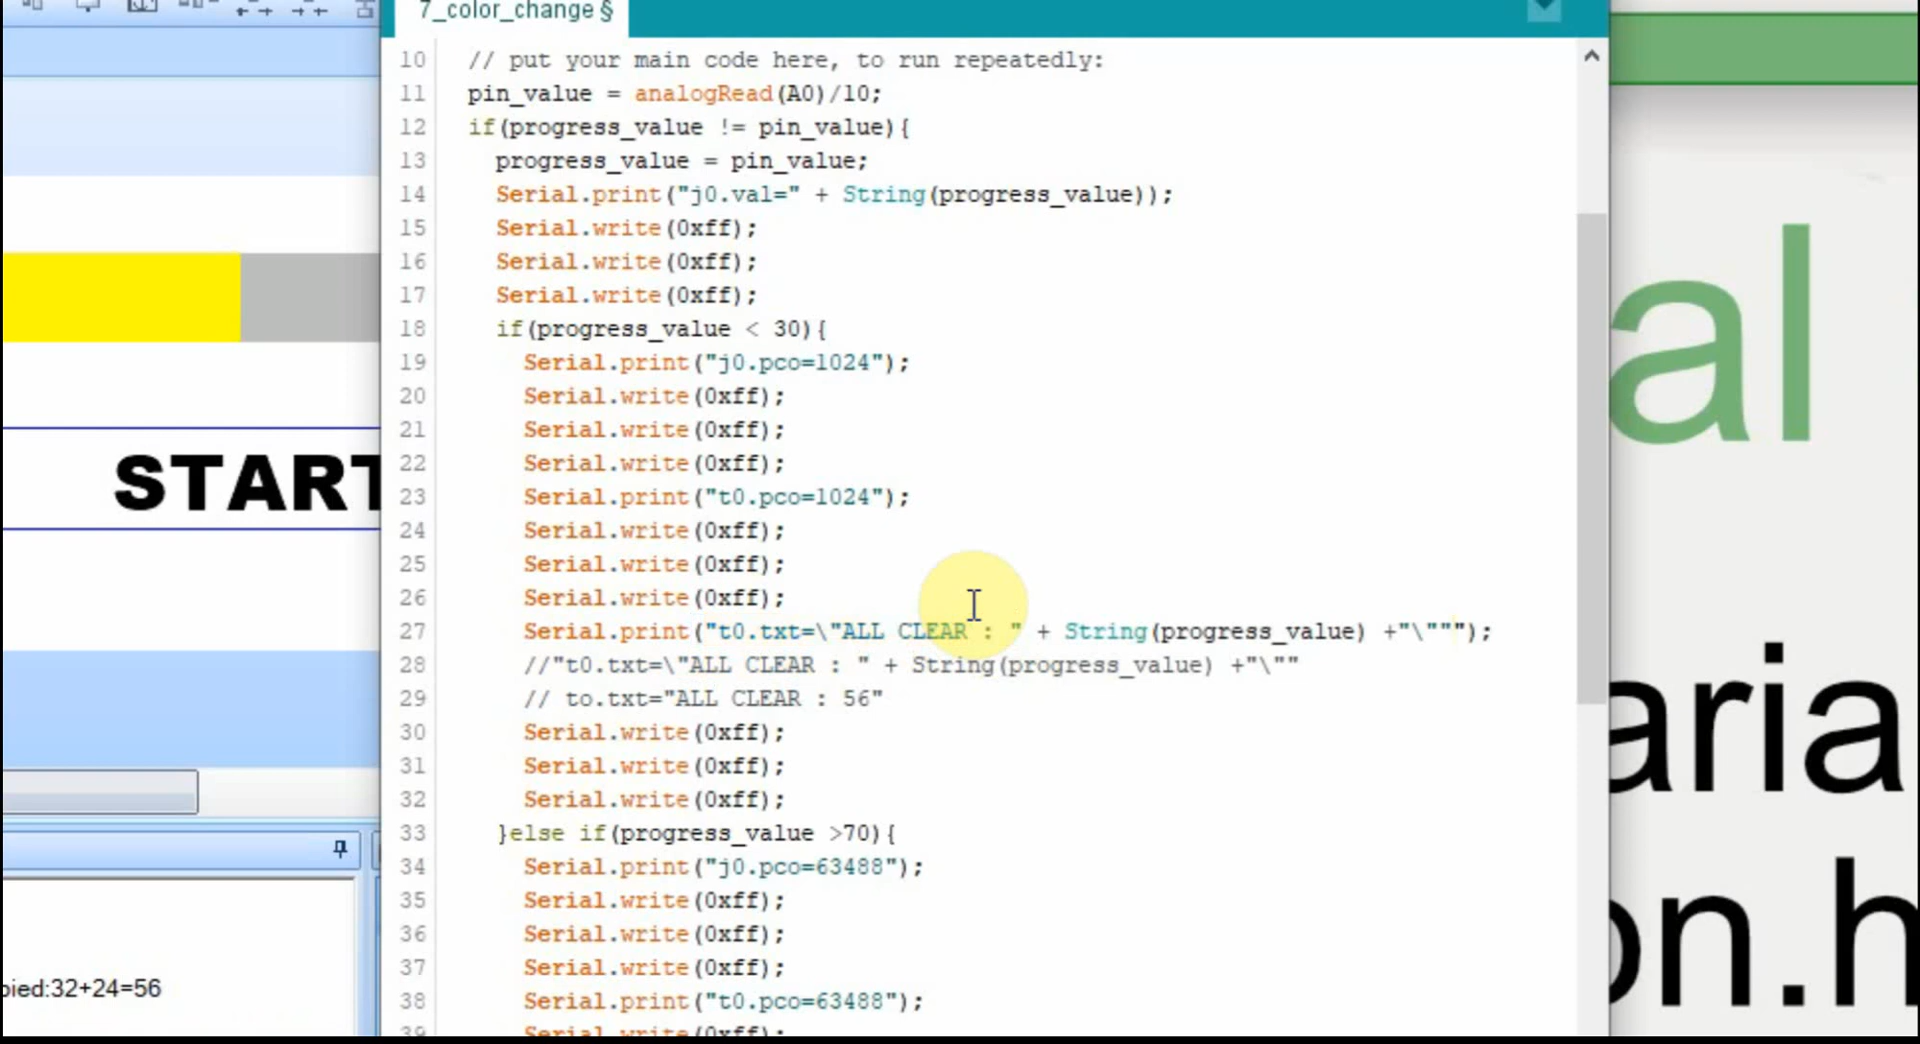 7_color_change §
10 // put your main code here, to run repeatedly:
11 pin_value = analogRead(A0)/10;
12 if(progress_value != pin_value){
13 progress_value = pin_value;
14 Serial.print("j0.val=" + String(progress_value));
15 Serial.write(0xff);
16 Serial.write(0xff);
17 Serial.write(0xff);
18 if(progress_value < 30){
19 Serial.print("j0.pco=1024");
20 Serial.write(0xff);
21 Serial.write(0xff);
22 Serial.write(0xff);
23 Serial.print("t0.pco=1024");
24 Serial.write(0xff);
25 Serial.write(0xff);
26 Serial.write(0xff);
27 Serial.print("t0.txt=\"ALL CLEAR : " + String(progress_value) +"\""");
28 //"t0.txt=\"ALL CLEAR : " + String(progress_value) +"\""
29 // to.txt="ALL CLEAR : 56"
30 Serial.write(0xff);
31 Serial.write(0xff);
32 Serial.write(0xff);
33 }else if(progress_value >70){
34 Serial.print("j0.pco=63488");
35 Serial.write(0xff);
36 Serial.write(0xff);
37 Serial.write(0xff);
38 Serial.print("t0.pco=63488");
39 Serial.write(0xff);
START
pied:32+24=56
al
aria
on.h